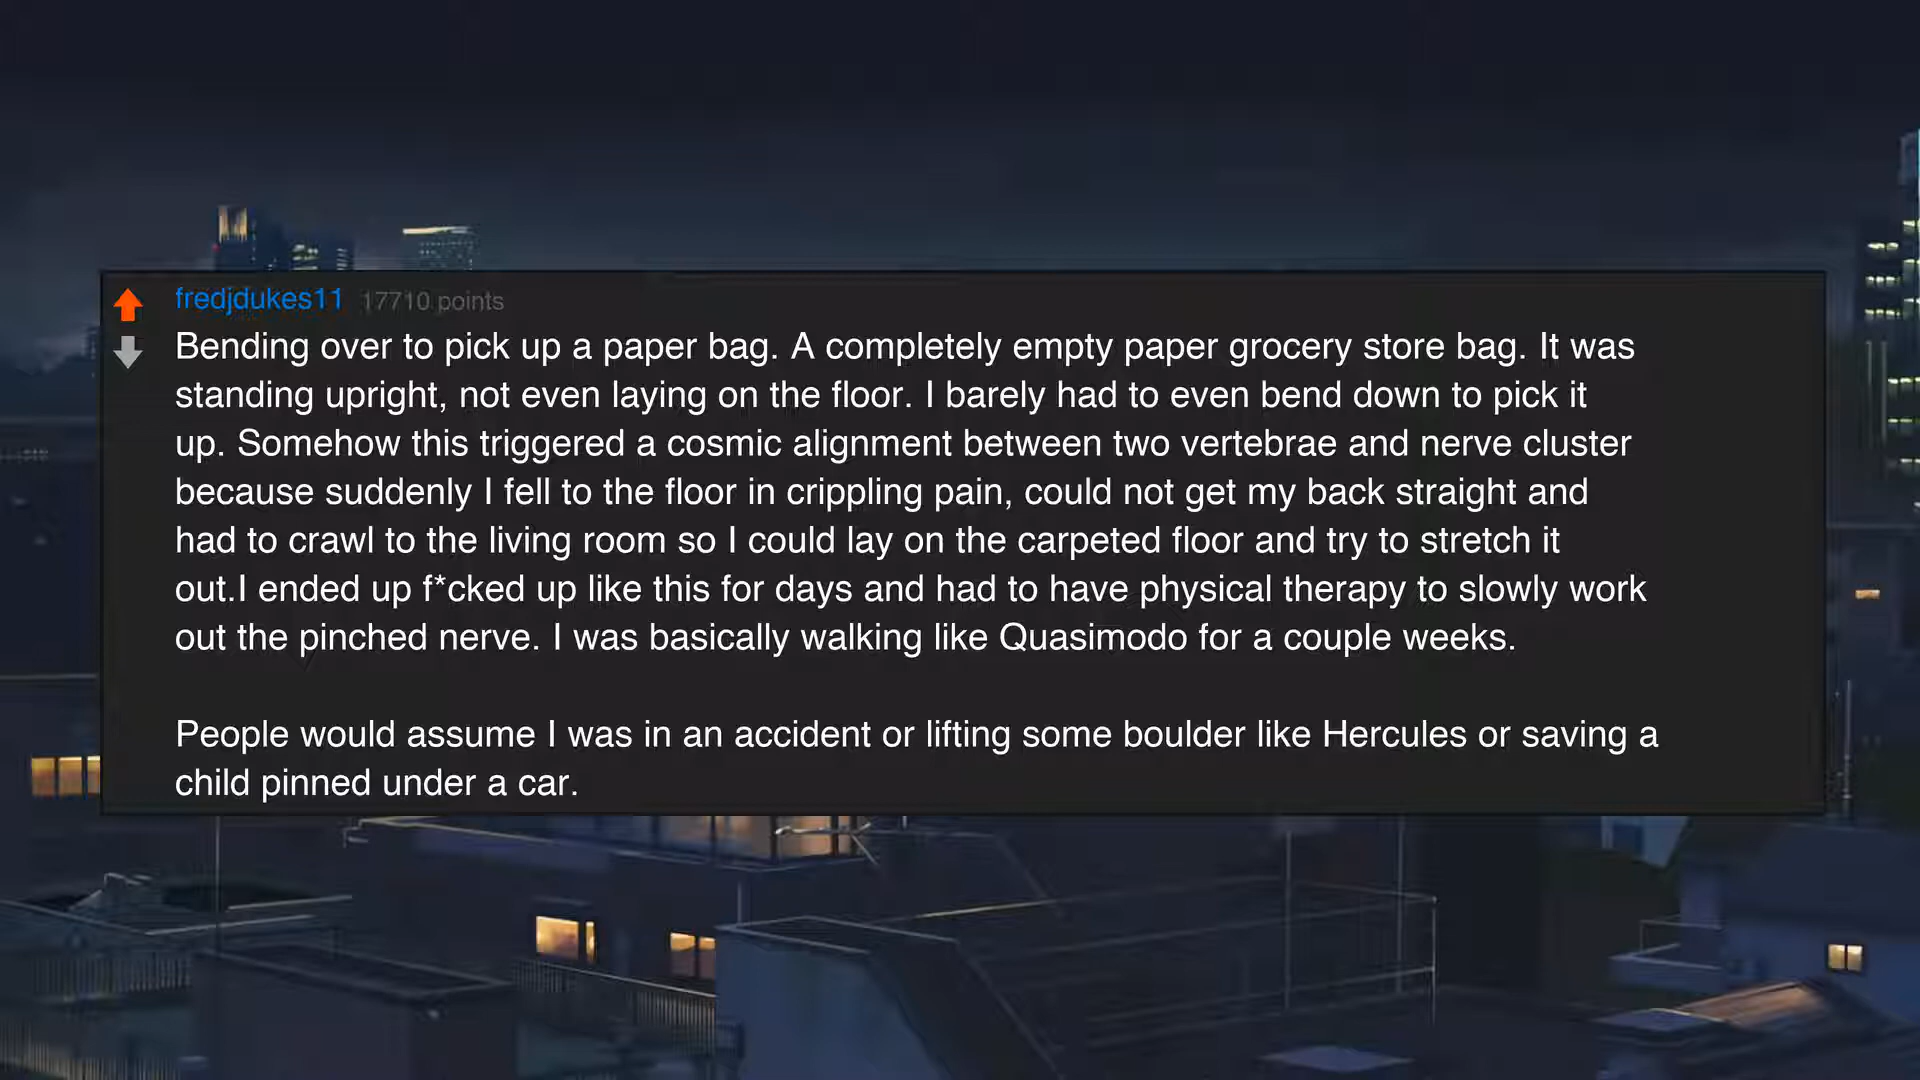 fredjdukes11 17710 points
Bending over to pick up a paper bag. A completely empty paper grocery store bag. It was
standing upright, not even laying on the floor. I barely had to even bend down to pick it
up. Somehow this triggered a cosmic alignment between two vertebrae and nerve cluster
because suddenly I fell to the floor in crippling pain, could not get my back straight and
had to crawl to the living room so I could lay on the carpeted floor and try to stretch it
out.I ended up f*cked up like this for days and had to have physical therapy to slowly work
out the pinched nerve. I was basically walking like Quasimodo for a couple weeks.
People would assume I was in an accident or lifting some boulder like Hercules or saving a
child pinned under a car.